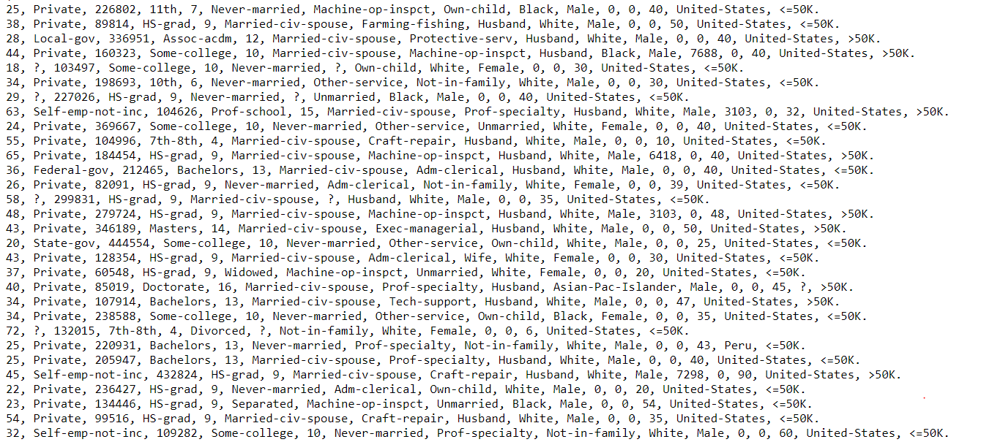 25, Private, 226802, 11th, 7, Never-married, Machine-op-inspct, Own-child, Black, Male, 0, 0, 40, United-States, <=50K.
38, Private, 89814, HS-grad, 9, Married-civ-spouse, Farming-fishing, Husband, White, Male, 0, 0, 50, United-States, <=50K.
28, Local-gov, 336951, Assoc-acdm, 12, Married-civ-spouse, Protective-serv, Husband, White, Male, 0, 0, 40, United-States, >50K.
44, Private, 160323, Some-college, 10, Married-civ-spouse, Machine-op-inspct, Husband, Black, Male, 7688, 0, 40, United-States, >50K.
18, ?, 103497, Some-college, 10, Never-married, ?, Own-child, White, Female, 0, 0, 30, United-States, <=50K.
34, Private, 198693, 10th, 6, Never-married, Other-service, Not-in-family, White, Male, 0, 0, 30, United-States, <=50K.
29, ?, 227026, HS-grad, 9, Never-married, ?, Unmarried, Black, Male, 0, 0, 40, United-States, <=50K.
63, Self-emp-not-inc, 104626, Prof-school, 15, Married-civ-spouse, Prof-specialty, Husband, White, Male, 3103, 0, 32, United-States, >50K.
24, Private, 369667, Some-college, 10, Never-married, Other-service, Unmarried, White, Female, 0, 0, 40, United-States, <=50K.
55, Private, 104996, 7th-8th, 4, Married-civ-spouse, Craft-repair, Husband, White, Male, 0, 0, 10, United-States, <=50K.
65, Private, 184454, HS-grad, 9, Married-civ-spouse, Machine-op-inspct, Husband, White, Male, 6418, 0, 40, United-States, >50K.
36, Federal-gov, 212465, Bachelors, 13, Married-civ-spouse, Adm-clerical, Husband, White, Male, 0, 0, 40, United-States, <=50K.
26, Private, 82091, HS-grad, 9, Never-married, Adm-clerical, Not-in-family, White, Female, 0, 0, 39, United-States, <=50K.
58, ?, 299831, HS-grad, 9, Married-civ-spouse, ?, Husband, White, Male, 0, 0, 35, United-States, <=50K.
48, Private, 279724, HS-grad, 9, Married-civ-spouse, Machine-op-inspct, Husband, White, Male, 3103, 0, 48, United-States, >50K.
43, Private, 346189, Masters, 14, Married-civ-spouse, Exec-managerial, Husband, White, Male, 0, 0, 50, United-States, >50K.
20, State-gov, 444554, Some-college, 10, Never-married, Other-service, Own-child, White, Male, 0, 0, 25, United-States, <=50K.
43, Private, 128354, HS-grad, 9, Married-civ-spouse, Adm-clerical, Wife, White, Female, 0, 0, 30, United-States, <=50K.
37, Private, 60548, HS-grad, 9, Widowed, Machine-op-inspct, Unmarried, White, Female, 0, 0, 20, United-States, <=50K.
40, Private, 85019, Doctorate, 16, Married-civ-spouse, Prof-specialty, Husband, Asian-Pac-Islander, Male, 0, 0, 45, ?, >50K.
34, Private, 107914, Bachelors, 13, Married-civ-spouse, Tech-support, Husband, White, Male, 0, 0, 47, United-States, >50K.
34, Private, 238588, Some-college, 10, Never-married, Other-service, Own-child, Black, Female, 0, 0, 35, United-States, <=50K.
72, ?, 132015, 7th-8th, 4, Divorced, ?, Not-in-family, White, Female, 0, 0, 6, United-States, <=50K.
25, Private, 220931, Bachelors, 13, Never-married, Prof-specialty, Not-in-family, White, Male, 0, 0, 43, Peru, <=50K.
25, Private, 205947, Bachelors, 13, Married-civ-spouse, Prof-specialty, Husband, White, Male, 0, 0, 40, United-States, <=50K.
45, Self-emp-not-inc, 432824, HS-grad, 9, Married-civ-spouse, Craft-repair, Husband, White, Male, 7298, 0, 90, United-States, >50K.
22, Private, 236427, HS-grad, 9, Never-married, Adm-clerical, Own-child, White, Male, 0, 0, 20, United-States, <=50K.
23, Private, 134446, HS-grad, 9, Separated, Machine-op-inspct, Unmarried, Black, Male, 0, 0, 54, United-States, <=50K.
54, Private, 99516, HS-grad, 9, Married-civ-spouse, Craft-repair, Husband, White, Male, 0, 0, 35, United-States, <=50K.
32, Self-emp-not-inc, 109282, Some-college, 10, Never-married, Prof-specialty, Not-in-family, White, Male, 0, 0, 60, United-States, <=50K.